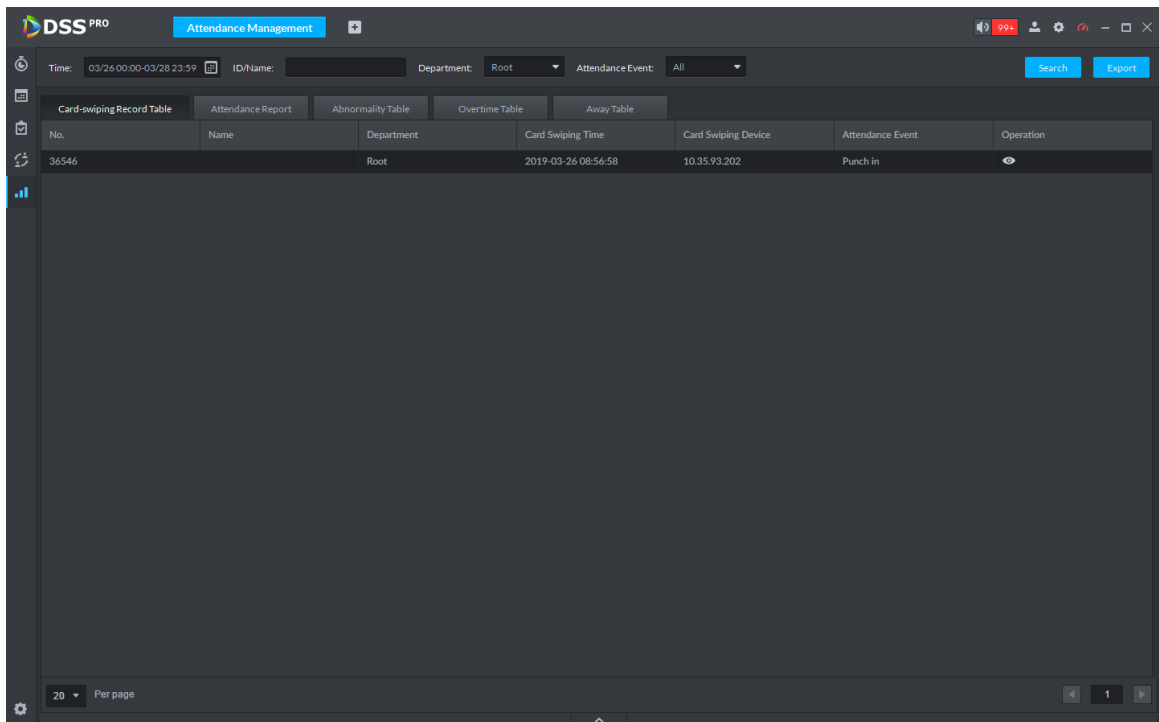 DSS PRO Attendance Management 99+
Time: 03/26 00:00-03/28 23:59 ID/Name: Department: Root Attendance Event: All Search Export
Card-swiping Record Table Attendance Report Abnormality Table Overtime Table Away Table
No. Name Department Card Swiping Time Card Swiping Device Attendance Event Operation
36546 Root 2019-03-26 08:56:58 10.35.93.202 Punch in
20 Per page 1